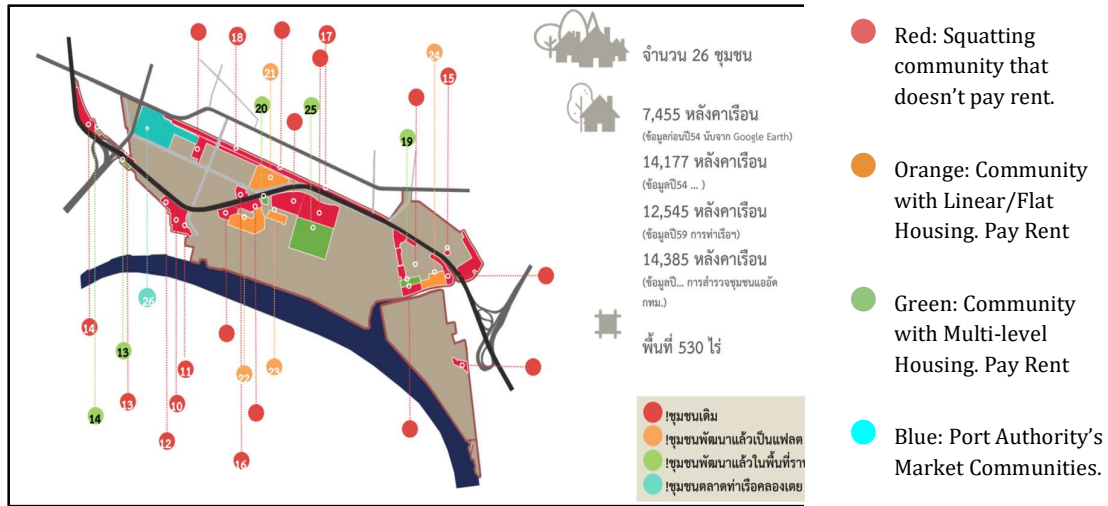 18
17
21
24
15
20
25
19
จำนวน 26 ชุมชน
7,455 หลังคาเรือน
(ข้อมูลก่อนปี54 นับจาก Google Earth)
14,177 หลังคาเรือน
(ข้อมูลปี54 ... )
12,545 หลังคาเรือน
(ข้อมูลปี59 การท่าเรือฯ)
14,385 หลังคาเรือน
(ข้อมูลปี... การสำรวจชุมชนแออัด
กทม.)
พื้นที่ 530 ไร่
26
14
13
11
14
13
10
12
22
23
16
!ชุมชนเดิม
!ชุมชนพัฒนาแล้วเป็นแฟลต
!ชุมชนพัฒนาแล้วในพื้นที่ราบ
!ชุมชนตลาดท่าเรือคลองเตย
Red: Squatting
community that
doesn’t pay rent.
Orange: Community
with Linear/Flat
Housing. Pay Rent
Green: Community
with Multi-level
Housing. Pay Rent
Blue: Port Authority’s
Market Communities.